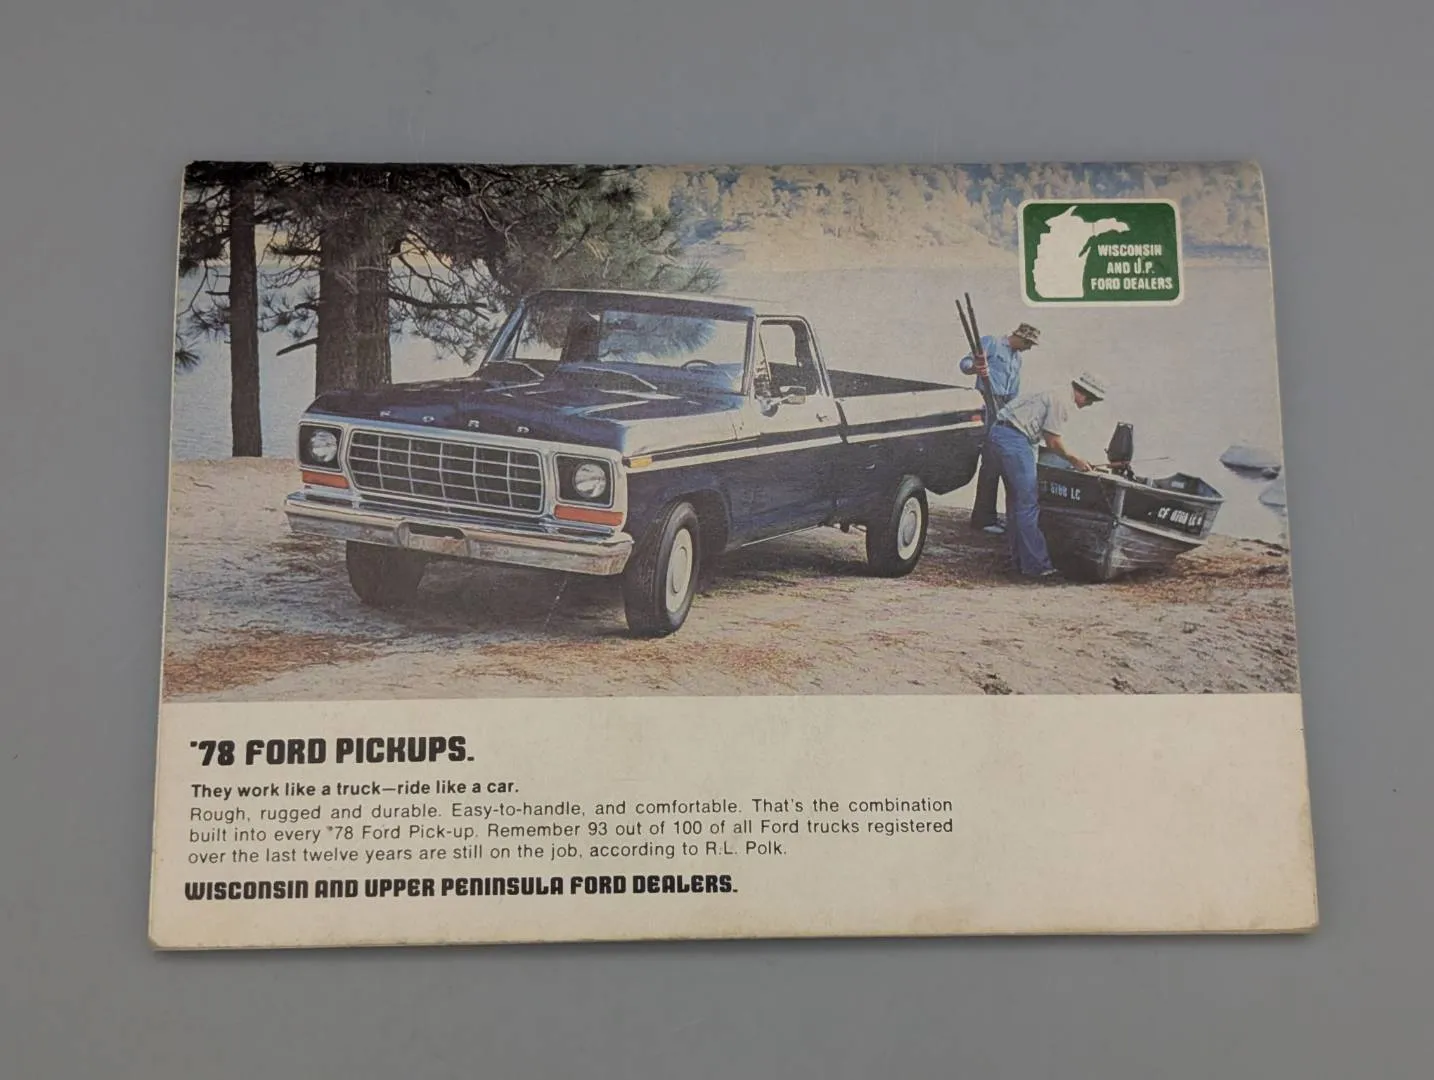 WISCONSIN
AND U.P.
FORD DEALERS
FORD
CF 8768 LC
'78 FORD PICKUPS.
They work like a truck—ride like a car.
Rough, rugged and durable. Easy-to-handle, and comfortable. That's the combination
built into every '78 Ford Pick-up. Remember 93 out of 100 of all Ford trucks registered
over the last twelve years are still on the job, according to R.L. Polk.
WISCONSIN AND UPPER PENINSULA FORD DEALERS.